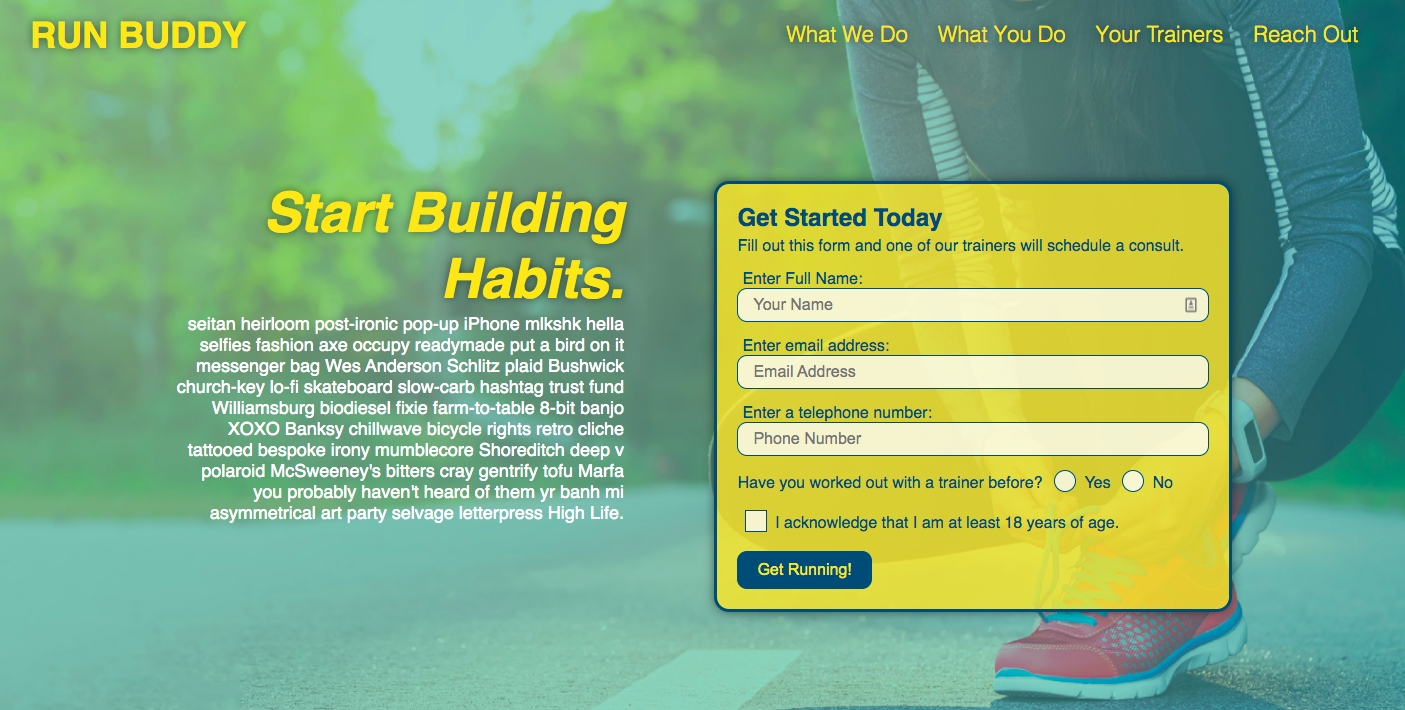 RUN BUDDY
What We Do What You Do Your Trainers Reach Out
Start Building
Habits.
seitan heirloom post-ironic pop-up iPhone mlkshk hella
selfies fashion axe occupy readymade put a bird on it
messenger bag Wes Anderson Schlitz plaid Bushwick
church-key lo-fi skateboard slow-carb hashtag trust fund
Williamsburg biodiesel fixie farm-to-table 8-bit banjo
XOXO Banksy chillwave bicycle rights retro cliche
tattooed bespoke irony mumblecore Shoreditch deep v
polaroid McSweeney's bitters cray gentrify tofu Marfa
you probably haven't heard of them yr banh mi
asymmetrical art party selvage letterpress High Life.
Get Started Today
Fill out this form and one of our trainers will schedule a consult.
Enter Full Name:
Your Name
Enter email address:
Email Address
Enter a telephone number:
Phone Number
Have you worked out with a trainer before? Yes No
I acknowledge that I am at least 18 years of age.
Get Running!